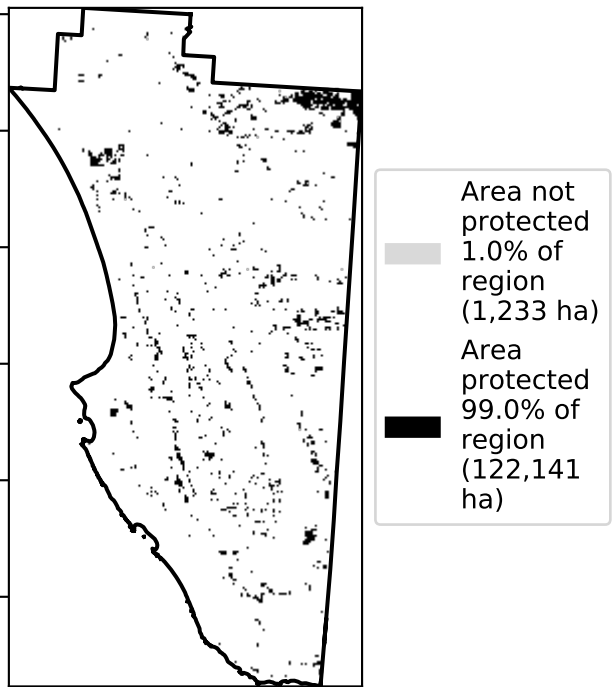 Area not
protected
1.0% of
region
(1,233 ha)
Area
protected
99.0% of
region
(122,141
ha)